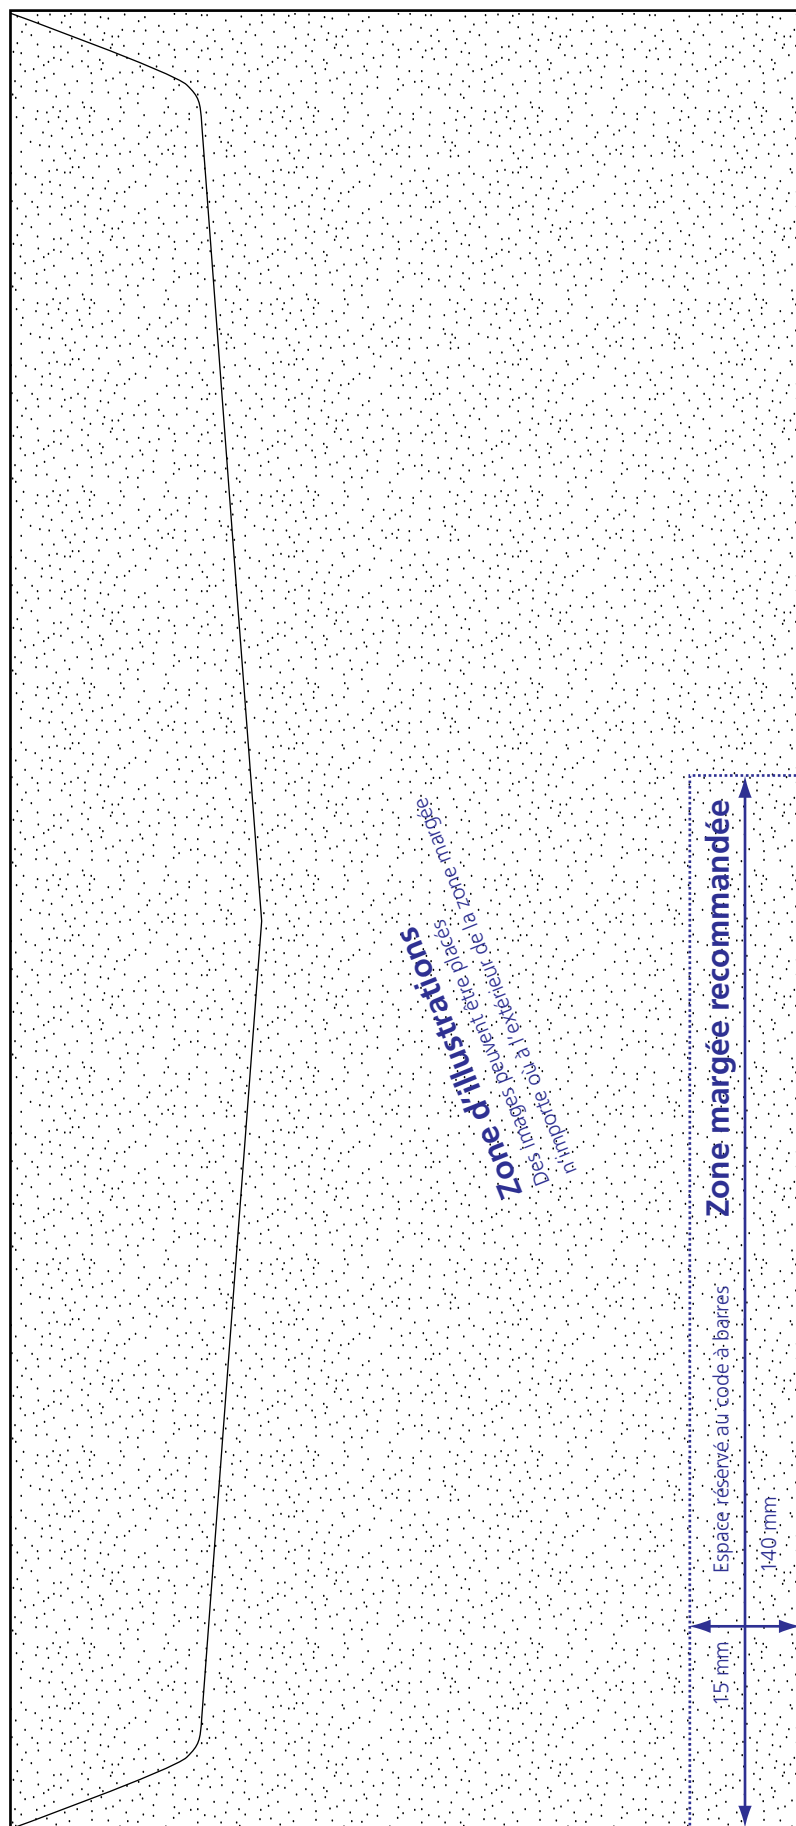 Zone d'illustrations
Des images peuvent être placés
n'importe où à l'extérieur de la zone margée.
Zone margée recommandée
Espace réservé au code à barres
140 mm
15 mm